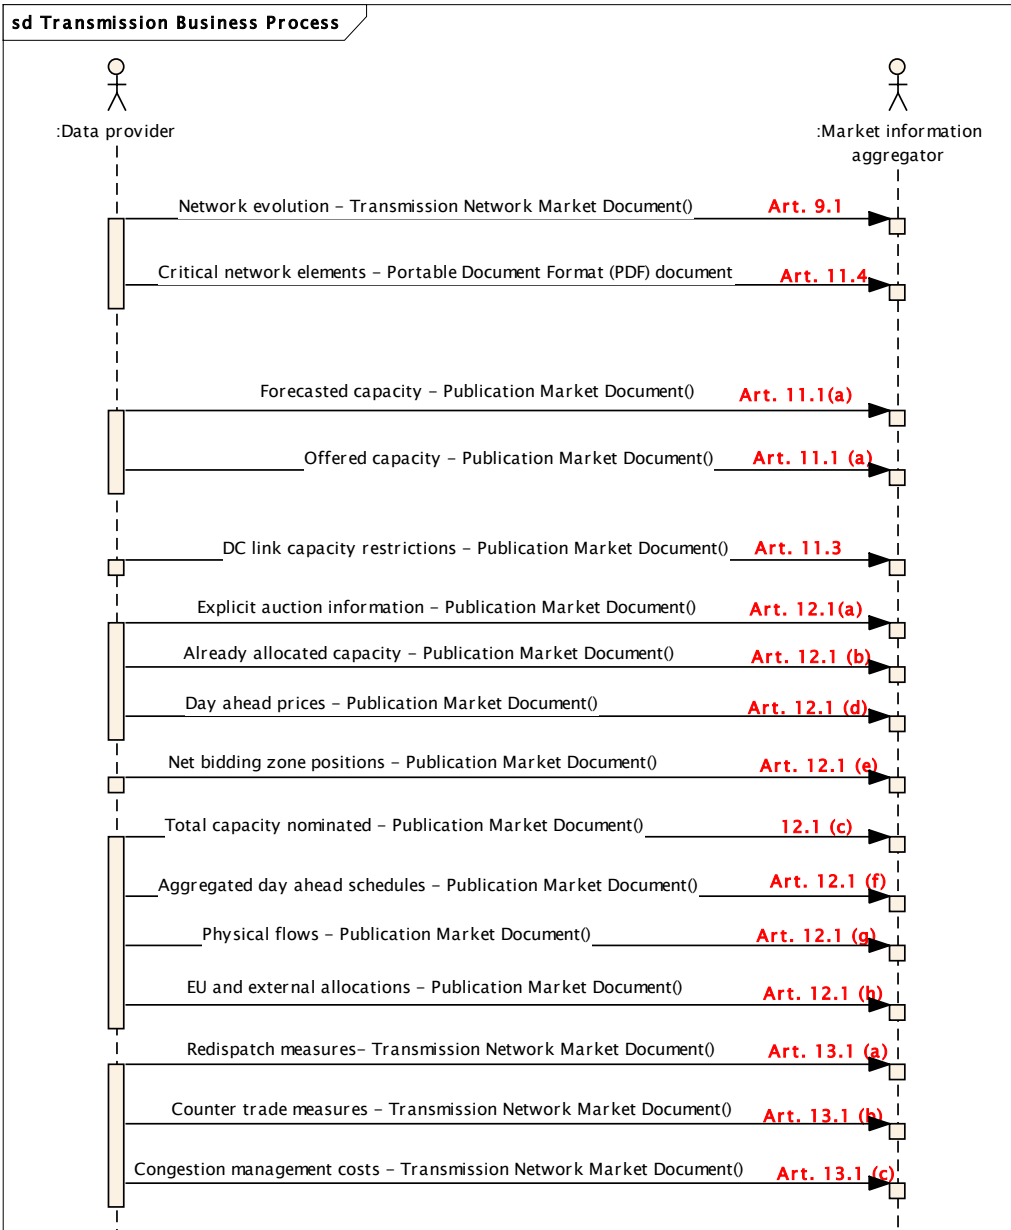 sd Transmission Business Process
:Data provider
:Market information
aggregator
Network evolution – Transmission Network Market Document() Art. 9.1
Critical network elements – Portable Document Format (PDF) document Art. 11.4
Forecasted capacity – Publication Market Document() Art. 11.1(a)
Offered capacity – Publication Market Document() Art. 11.1 (a)
DC link capacity restrictions – Publication Market Document() Art. 11.3
Explicit auction information – Publication Market Document() Art. 12.1(a)
Already allocated capacity – Publication Market Document() Art. 12.1 (b)
Day ahead prices – Publication Market Document() Art. 12.1 (d)
Net bidding zone positions – Publication Market Document() Art. 12.1 (e)
Total capacity nominated – Publication Market Document() 12.1 (c)
Aggregated day ahead schedules – Publication Market Document() Art. 12.1 (f)
Physical flows – Publication Market Document() Art. 12.1 (g)
EU and external allocations – Publication Market Document() Art. 12.1 (h)
Redispatch measures– Transmission Network Market Document() Art. 13.1 (a)
Counter trade measures – Transmission Network Market Document() Art. 13.1 (b)
Congestion management costs – Transmission Network Market Document() Art. 13.1 (c)